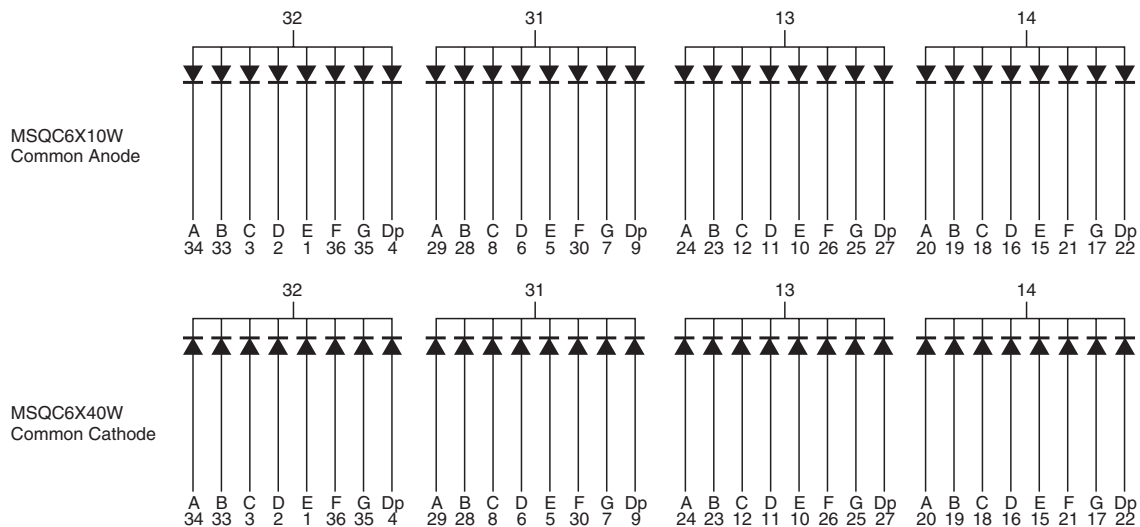 32 31 13 14
MSQC6X10W
Common Anode
A B C D E F G Dp A B C D E F G Dp A B C D E F G Dp A B C D E F G Dp
34 33 3 2 1 36 35 4 29 28 8 6 5 30 7 9 24 23 12 11 10 26 25 27 20 19 18 16 15 21 17 22
32 31 13 14
MSQC6X40W
Common Cathode
A B C D E F G Dp A B C D E F G Dp A B C D E F G Dp A B C D E F G Dp
34 33 3 2 1 36 35 4 29 28 8 6 5 30 7 9 24 23 12 11 10 26 25 27 20 19 18 16 15 21 17 22